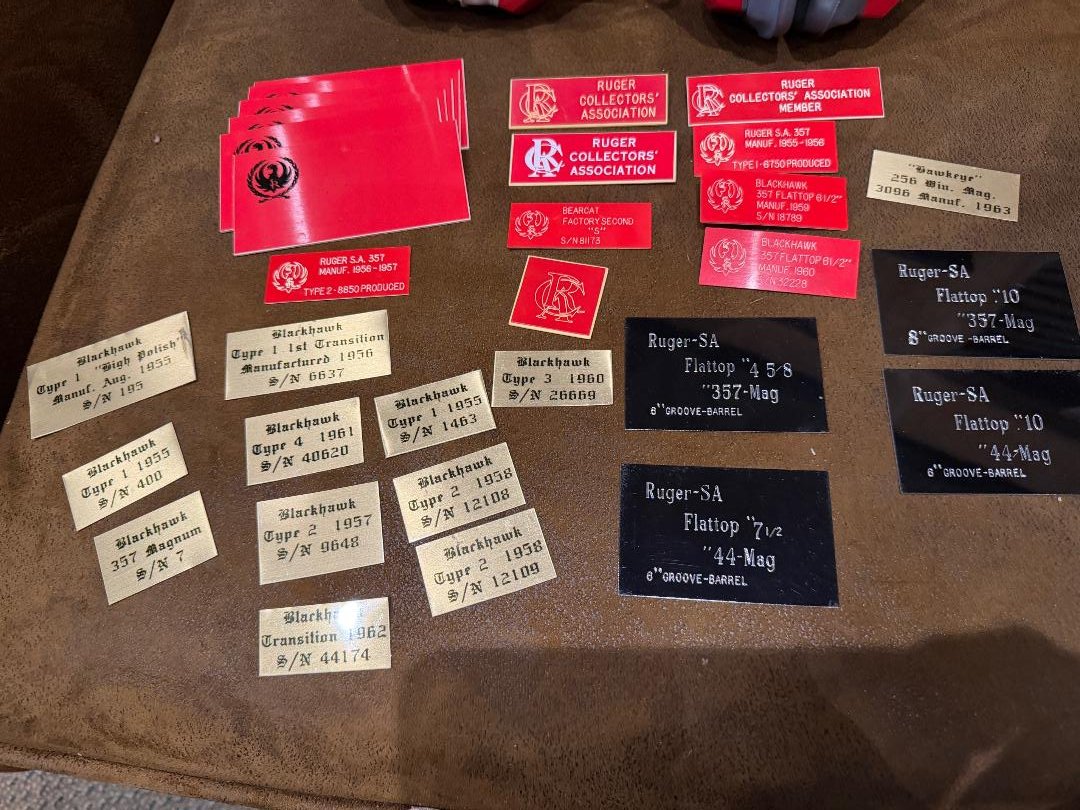 RUGER
COLLECTORS'
ASSOCIATION
RUGER
COLLECTORS' ASSOCIATION
MEMBER
RUGER
COLLECTORS'
ASSOCIATION
RUGER S.A. 357
MANUF. 1955-1956
TYPE 1-6750 PRODUCED
"Hawkeye"
256 Win. Mag.
3096 Manuf. 1963
BLACKHAWK
357 FLATTOP 6 1/2"
MANUF. 1959
S/N 18789
BEARCAT
FACTORY SECOND
"S"
S/N 81173
BLACKHAWK
357 FLATTOP 6 1/2"
MANUF. 1960
S/N 32228
RUGER S.A. 357
MANUF. 1956-1957
TYPE 2-8850 PRODUCED
Ruger-SA
Flattop "10
"357-Mag
8" GROOVE-BARREL
Blackhawk
Type 1 "High Polish"
Manuf. Aug. 1955
S/N 195
Blackhawk
Type 1 1st Transition
Manufactured 1956
S/N 6637
Blackhawk
Type 3 1960
S/N 26669
Ruger-SA
Flattop "4 5/8
"357-Mag
6" GROOVE-BARREL
Ruger-SA
Flattop "10
"44-Mag
6" GROOVE-BARREL
Blackhawk
Type 1 1955
S/N 1463
Blackhawk
Type 4 1961
S/N 40620
Blackhawk
Type 1 1955
S/N 400
Blackhawk
Type 2 1958
S/N 12108
Ruger-SA
Flattop "7 1/2
"44-Mag
6" GROOVE-BARREL
Blackhawk
357 Magnum
S/N 7
Blackhawk
Type 2 1957
S/N 9648
Blackhawk
Type 2 1958
S/N 12109
Blackhawk
Transition 1962
S/N 44174